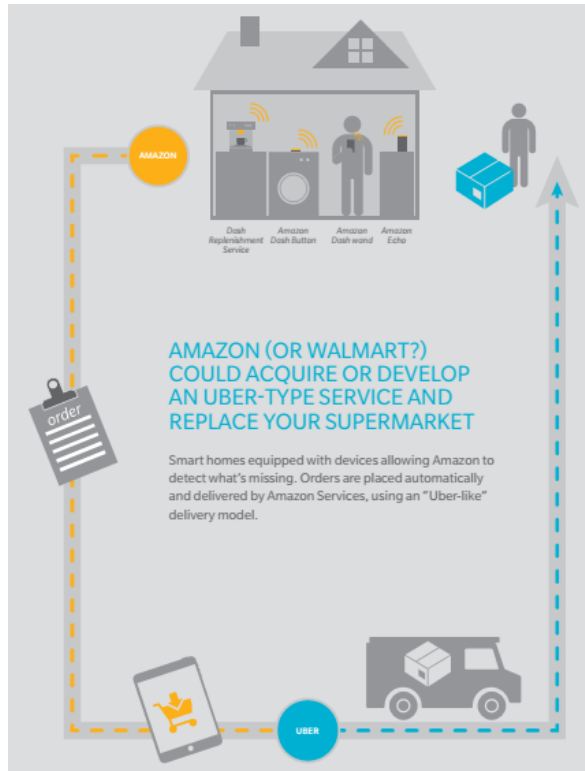 AMAZON
Dash
Replenishment
Service
Amazon
Dash Button
Amazon
Dash wand
Amazon
Echo
AMAZON (OR WALMART?)
COULD ACQUIRE OR DEVELOP
AN UBER-TYPE SERVICE AND
REPLACE YOUR SUPERMARKET
order
Smart homes equipped with devices allowing Amazon to
detect what's missing. Orders are placed automatically
and delivered by Amazon Services, using an "Uber-like"
delivery model.
UBER